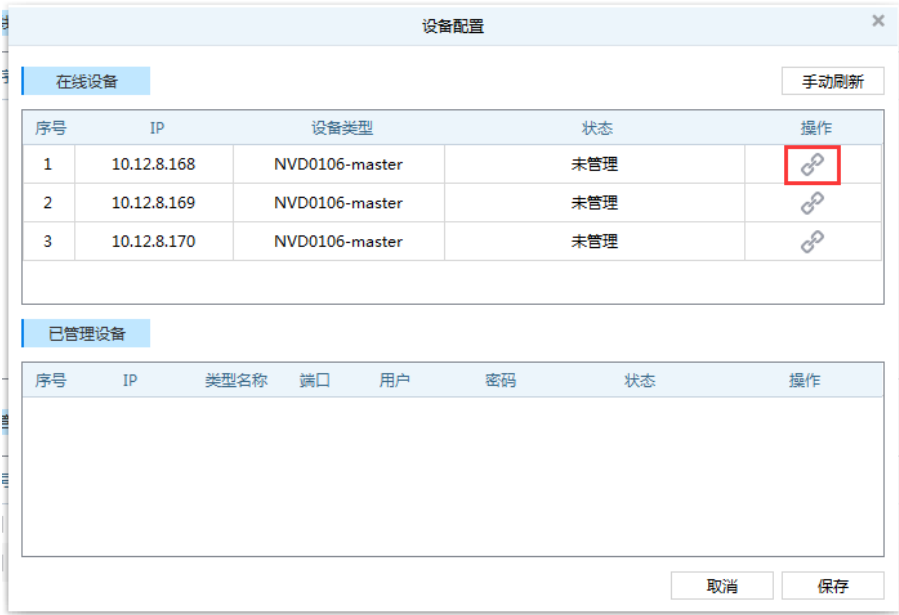 设备配置
在线设备 手动刷新
序号 IP 设备类型 状态 操作
1 10.12.8.168 NVD0106-master 未管理
2 10.12.8.169 NVD0106-master 未管理
3 10.12.8.170 NVD0106-master 未管理
已管理设备
序号 IP 类型名称 端口 用户 密码 状态 操作
取消 保存